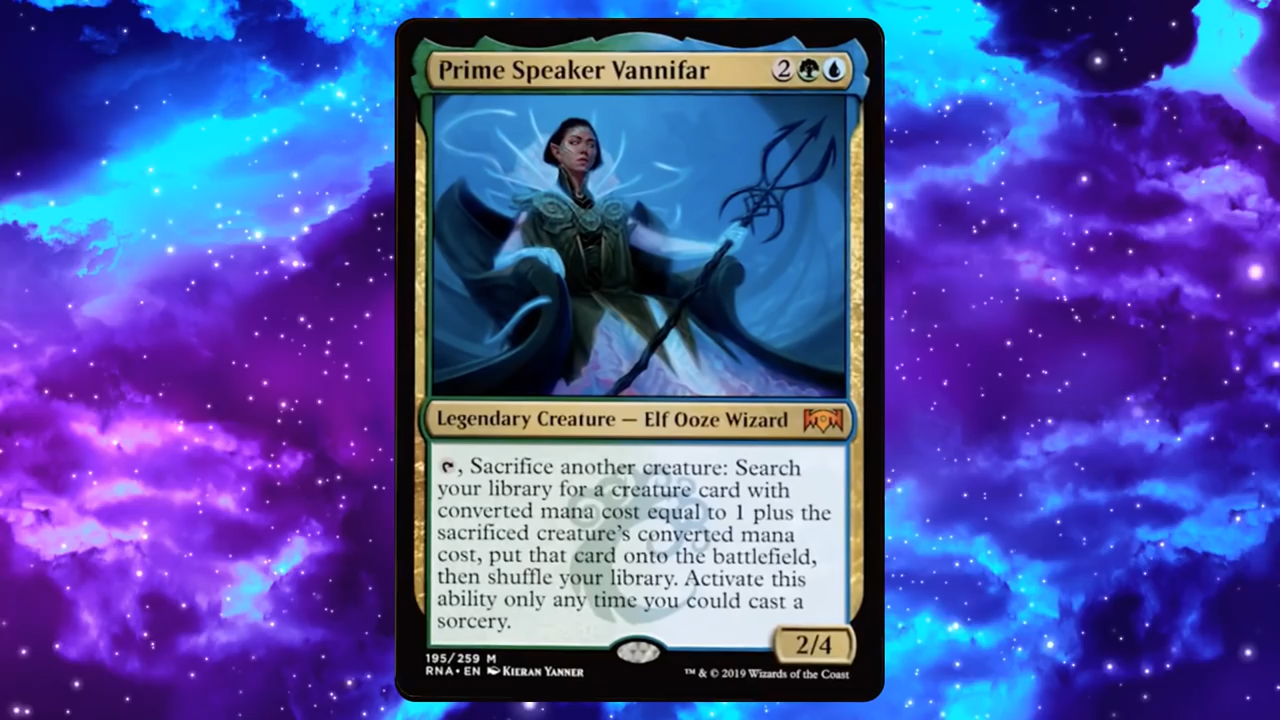 Prime Speaker Vannifar 2
Legendary Creature — Elf Ooze Wizard
, Sacrifice another creature: Search
your library for a creature card with
converted mana cost equal to 1 plus the
sacrificed creature's converted mana
cost, put that card onto the battlefield,
then shuffle your library. Activate this
ability only any time you could cast a
sorcery.
2/4
195/259 M
RNA • EN KIERAN YANNER
™ & © 2019 Wizards of the Coast